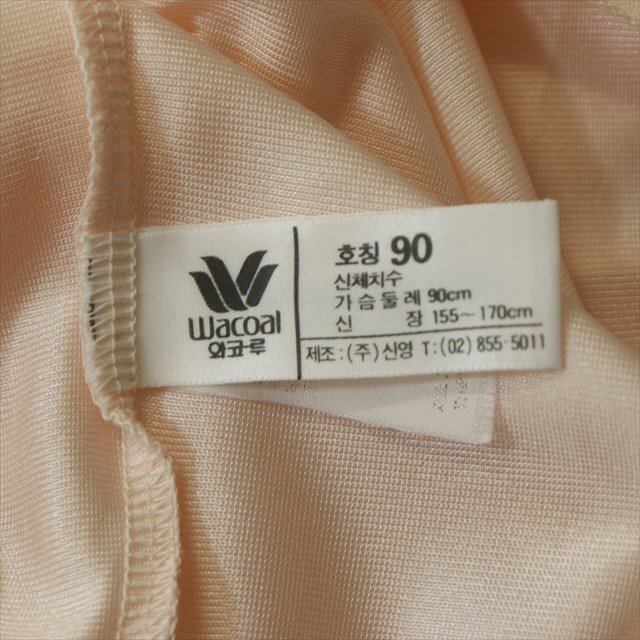 Wacoal
와코루
호칭 90
신체치수
가슴둘레 90cm
신 장 155~170cm
제조:(주)신영 T:(02) 855-5011